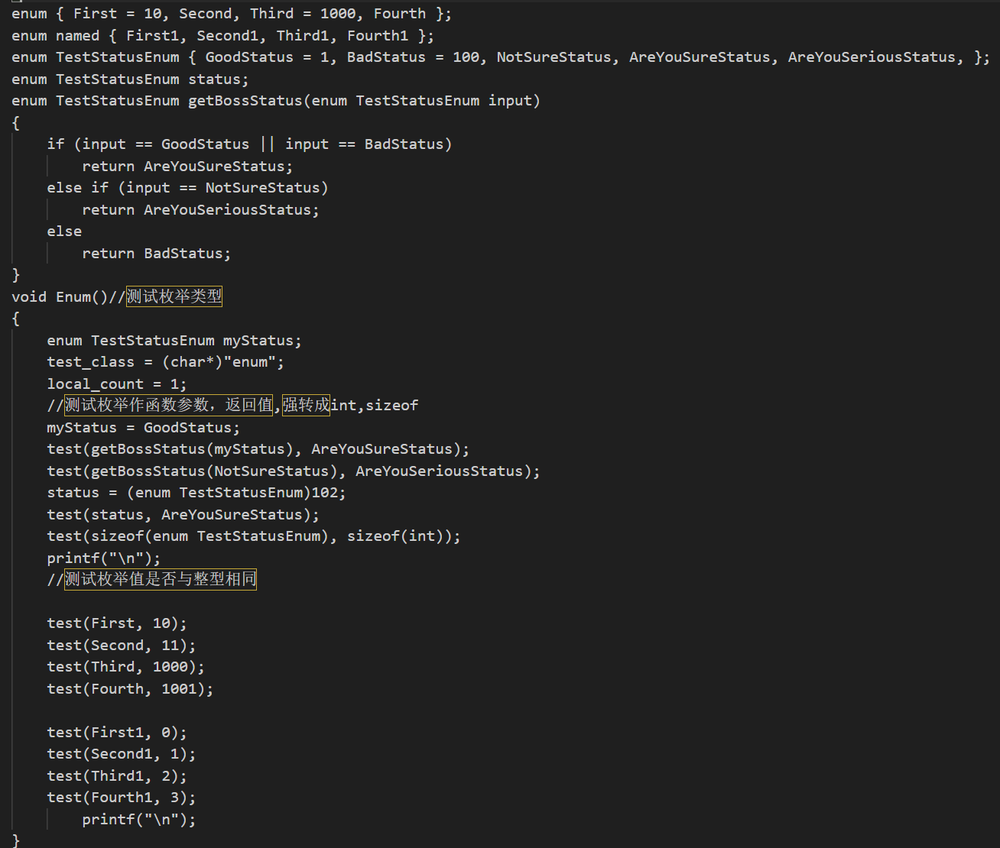 enum { First = 10, Second, Third = 1000, Fourth };
enum named { First1, Second1, Third1, Fourth1 };
enum TestStatusEnum { GoodStatus = 1, BadStatus = 100, NotSureStatus, AreYouSureStatus, AreYouSeriousStatus, };
enum TestStatusEnum status;
enum TestStatusEnum getBossStatus(enum TestStatusEnum input)
{
    if (input == GoodStatus || input == BadStatus)
        return AreYouSureStatus;
    else if (input == NotSureStatus)
        return AreYouSeriousStatus;
    else
        return BadStatus;
}
void Enum()//测试枚举类型
{
    enum TestStatusEnum myStatus;
    test_class = (char*)"enum";
    local_count = 1;
    //测试枚举作函数参数，返回值,强转成int,sizeof
    myStatus = GoodStatus;
    test(getBossStatus(myStatus), AreYouSureStatus);
    test(getBossStatus(NotSureStatus), AreYouSeriousStatus);
    status = (enum TestStatusEnum)102;
    test(status, AreYouSureStatus);
    test(sizeof(enum TestStatusEnum), sizeof(int));
    printf("\n");
    //测试枚举值是否与整型相同
    test(First, 10);
    test(Second, 11);
    test(Third, 1000);
    test(Fourth, 1001);
    test(First1, 0);
    test(Second1, 1);
    test(Third1, 2);
    test(Fourth1, 3);
        printf("\n");
}